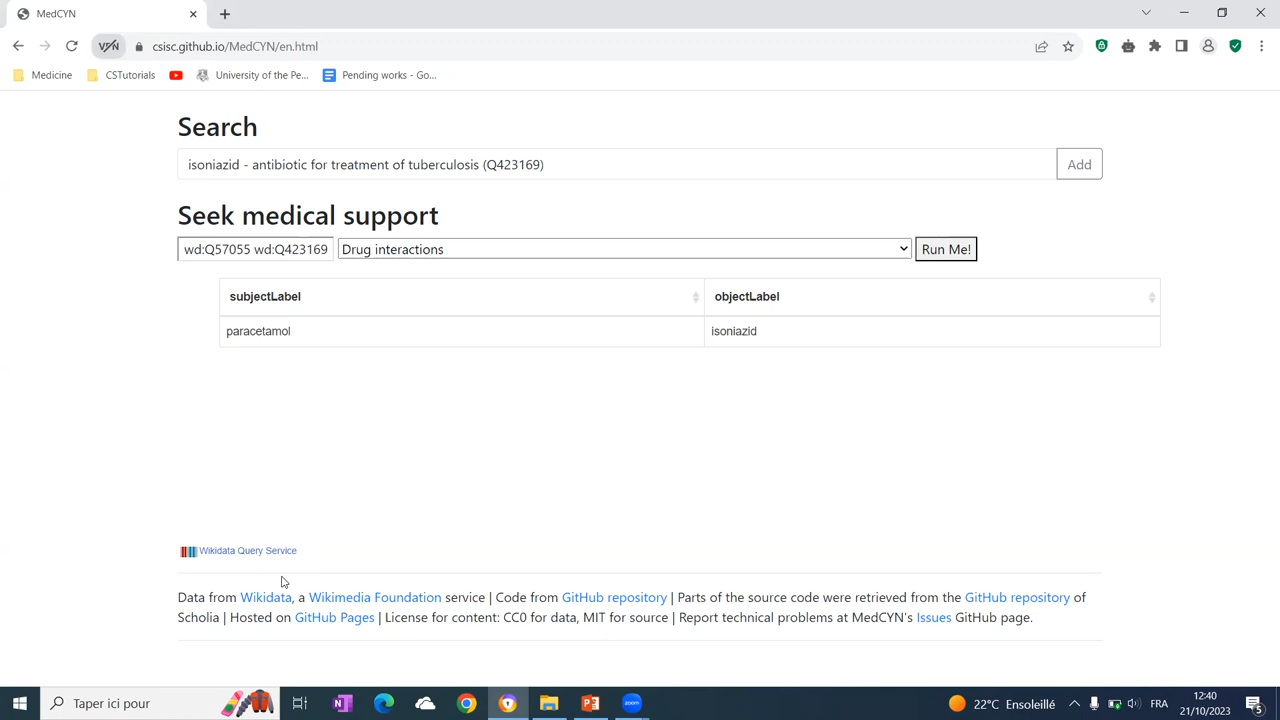 MedCYN
csisc.github.io/MedCYN/en.html
Medicine CSTutorials University of the Pe... Pending works - Go...
Search
isoniazid - antibiotic for treatment of tuberculosis (Q423169) Add
Seek medical support
wd:Q57055 wd:Q423169 Drug interactions Run Me!
subjectLabel objectLabel
paracetamol isoniazid
Wikidata Query Service
Data from Wikidata, a Wikimedia Foundation service | Code from GitHub repository | Parts of the source code were retrieved from the GitHub repository of
Scholia | Hosted on GitHub Pages | License for content: CC0 for data, MIT for source | Report technical problems at MedCYN's Issues GitHub page.
Taper ici pour zoom 22°C Ensoleillé FRA 12:40
21/10/2023 5